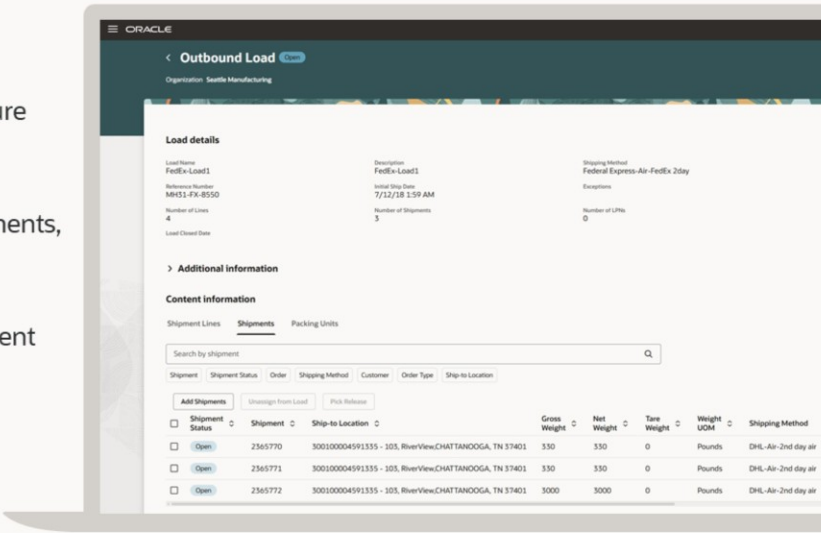 ure
nents,
ent
ORACLE
Outbound Load Open
Organization Seattle Manufacturing
Load details
Load Name Description Shipping Method
FedEx-Load1 FedEx-Load1 Federal Express-Air-FedEx 2day
Reference Number Initial Ship Date Exceptions
MH31-FX-8550 7/12/18 1:59 AM
Number of Lines Number of Shipments Number of LPNs
4 3 0
Load Closed Date
Additional information
Content information
Shipment Lines Shipments Packing Units
Search by shipment
Shipment Shipment Status Order Shipping Method Customer Order Type Ship-to Location
Add Shipments Unassign from Load Pick Release
Shipment Status Shipment Ship-to Location Gross Weight Net Weight Tare Weight Weight UOM Shipping Method
Open 2365770 300100004591335 - 103, RiverView,CHATTANOOGA, TN 37401 330 330 0 Pounds DHL-Air-2nd day air
Open 2365771 300100004591335 - 103, RiverView,CHATTANOOGA, TN 37401 330 330 0 Pounds DHL-Air-2nd day air
Open 2365772 300100004591335 - 103, RiverView,CHATTANOOGA, TN 37401 3000 3000 0 Pounds DHL-Air-2nd day air